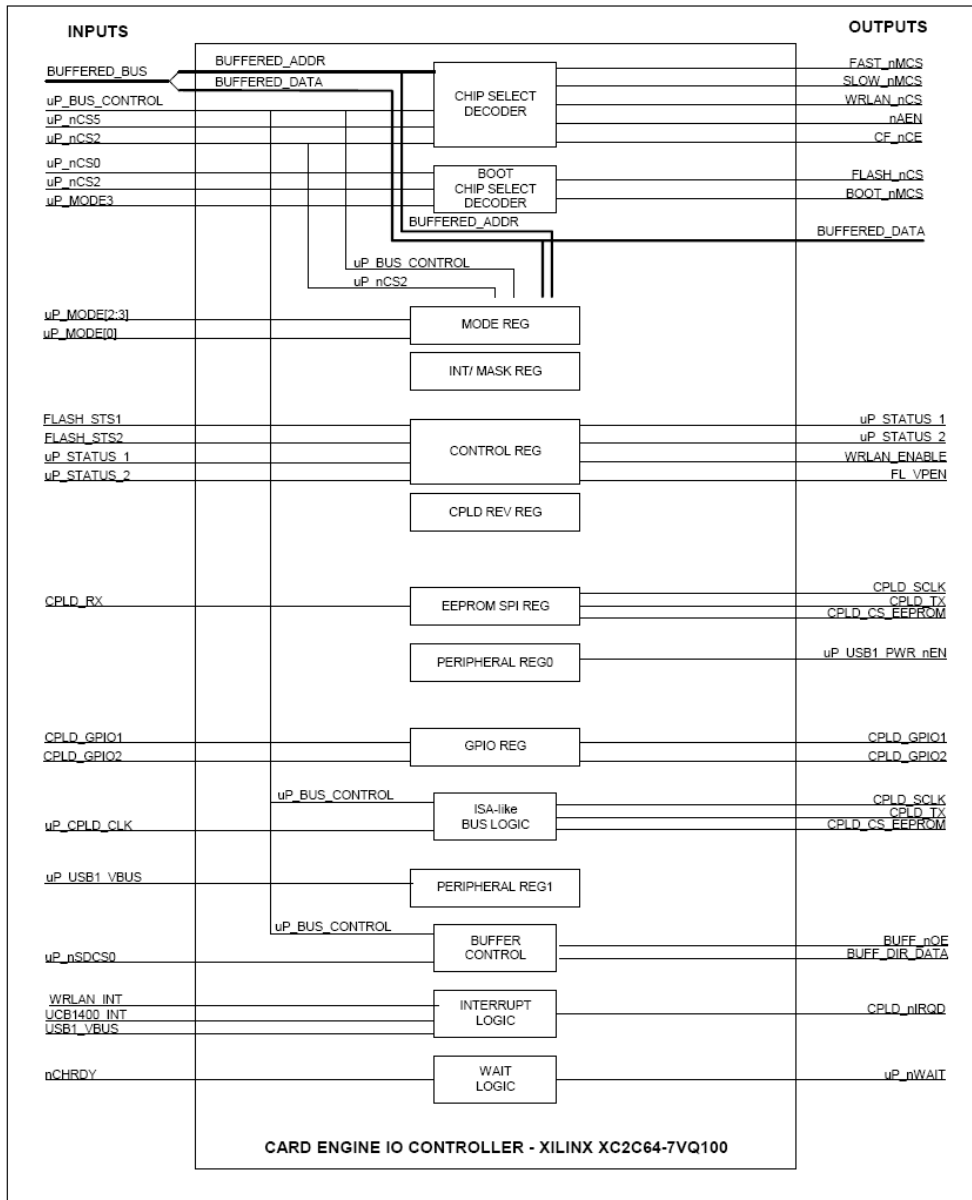 INPUTS
OUTPUTS
BUFFERED_BUS
BUFFERED_ADDR
BUFFERED_DATA
uP_BUS_CONTROL
uP_nCS5
uP_nCS2
CHIP SELECT
DECODER
FAST_nMCS
SLOW_nMCS
WRLAN_nCS
nAEN
CF_nCE
uP_nCS0
uP_nCS2
uP_MODE3
BOOT
CHIP SELECT
DECODER
FLASH_nCS
BOOT_nMCS
BUFFERED_ADDR
BUFFERED_DATA
uP_BUS_CONTROL
uP_nCS2
uP_MODE[2:3]
uP_MODE[0]
MODE REG
INT/ MASK REG
FLASH_STS1
FLASH_STS2
uP_STATUS_1
uP_STATUS_2
CONTROL REG
uP_STATUS_1
uP_STATUS_2
WRLAN_ENABLE
FL_VPEN
CPLD REV REG
CPLD_RX
EEPROM SPI REG
CPLD_SCLK
CPLD_TX
CPLD_CS_EEPROM
PERIPHERAL REG0
uP_USB1_PWR_nEN
CPLD_GPIO1
CPLD_GPIO2
GPIO REG
CPLD_GPIO1
CPLD_GPIO2
uP_BUS_CONTROL
uP_CPLD_CLK
ISA-like
BUS LOGIC
CPLD_SCLK
CPLD_TX
CPLD_CS_EEPROM
uP_USB1_VBUS
PERIPHERAL REG1
uP_BUS_CONTROL
uP_nSDCS0
BUFFER
CONTROL
BUFF_nOE
BUFF_DIR_DATA
WRLAN_INT
UCB1400_INT
USB1_VBUS
INTERRUPT
LOGIC
CPLD_nIRQD
nCHRDY
WAIT
LOGIC
uP_nWAIT
CARD ENGINE IO CONTROLLER - XILINX XC2C64-7VQ100